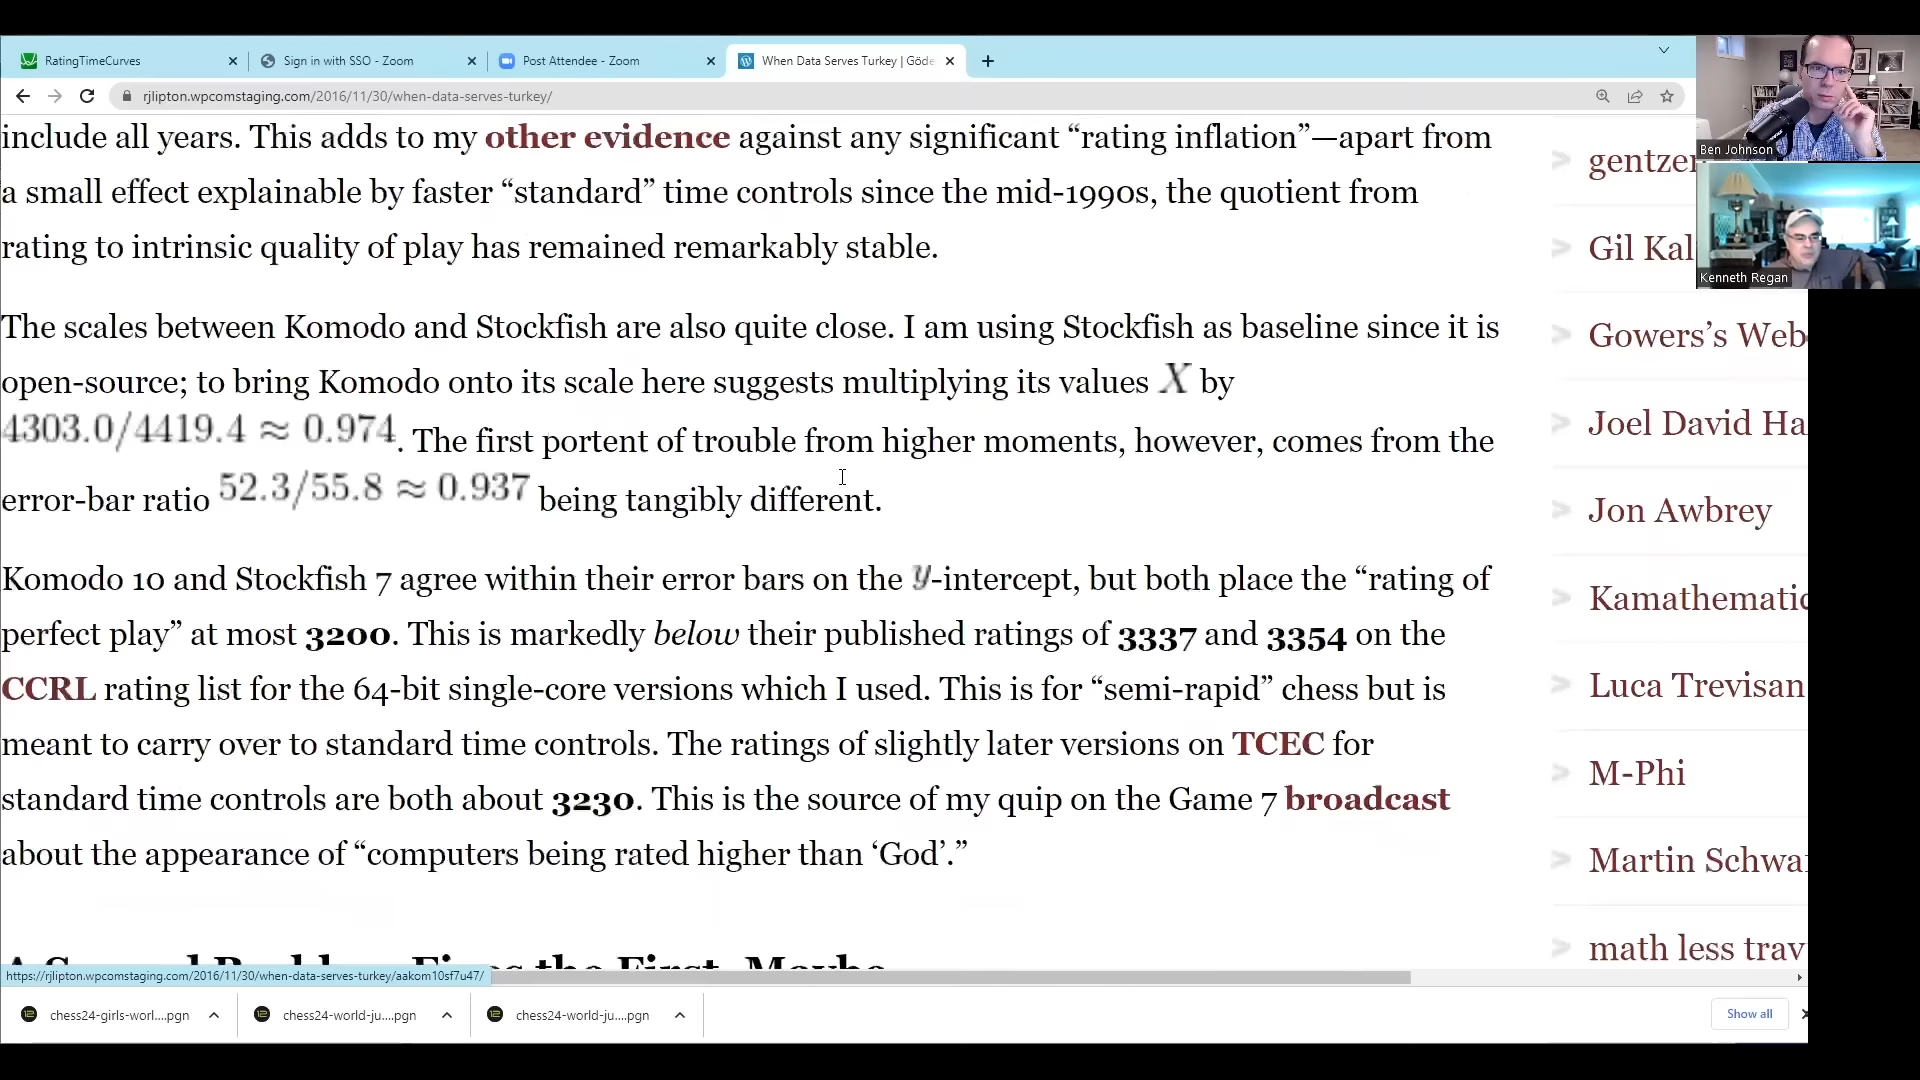 RatingTimeCurves
Sign in with SSO - Zoom
Post Attendee - Zoom
When Data Serves Turkey | Göde
rjlipton.wpcomstaging.com/2016/11/30/when-data-serves-turkey/
include all years. This adds to my other evidence against any significant “rating inflation”—apart from
a small effect explainable by faster “standard” time controls since the mid-1990s, the quotient from
rating to intrinsic quality of play has remained remarkably stable.
The scales between Komodo and Stockfish are also quite close. I am using Stockfish as baseline since it is
open-source; to bring Komodo onto its scale here suggests multiplying its values X by
4303.0/4419.4 ≈ 0.974. The first portent of trouble from higher moments, however, comes from the
error-bar ratio 52.3/55.8 ≈ 0.937 being tangibly different.
Komodo 10 and Stockfish 7 agree within their error bars on the y-intercept, but both place the “rating of
perfect play” at most 3200. This is markedly below their published ratings of 3337 and 3354 on the
CCRL rating list for the 64-bit single-core versions which I used. This is for “semi-rapid” chess but is
meant to carry over to standard time controls. The ratings of slightly later versions on TCEC for
standard time controls are both about 3230. This is the source of my quip on the Game 7 broadcast
about the appearance of “computers being rated higher than ‘God’.”
the First, Maybe
https://rjlipton.wpcomstaging.com/2016/11/30/when-data-serves-turkey/aakom10sf7u47/
gentzen
Gil Kal
Gowers’s Web
Joel David Ha
Jon Awbrey
Kamathematic
Luca Trevisan
M-Phi
Martin Schwa
math less trav
Ben Johnson
Kenneth Regan
chess24-girls-worl....pgn
chess24-world-ju....pgn
chess24-world-ju....pgn
Show all